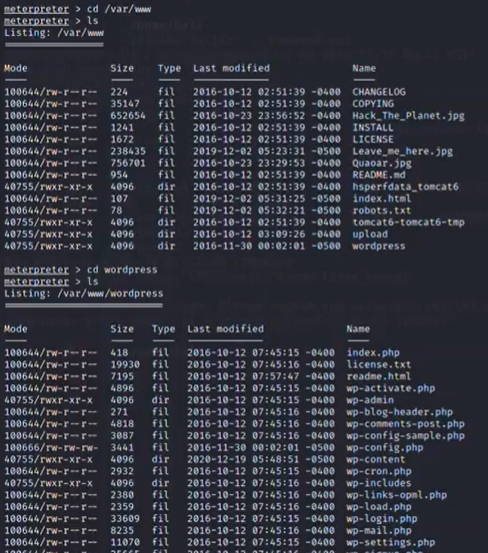 meterpreter > cd /var/www
meterpreter > ls
Listing: /var/www
Mode Size Type Last modified Name
100644/rw-r--r-- 224 fil 2016-10-12 02:51:39 -0400 CHANGELOG
100644/rw-r--r-- 35147 fil 2016-10-12 02:51:39 -0400 COPYING
100644/rw-r--r-- 652654 fil 2016-10-23 23:56:52 -0400 Hack_The_Planet.jpg
100644/rw-r--r-- 1241 fil 2016-10-12 02:51:39 -0400 INSTALL
100644/rw-r--r-- 1672 fil 2016-10-12 02:51:39 -0400 LICENSE
100644/rw-r--r-- 238435 fil 2019-12-02 05:23:31 -0500 Leave_me_here.jpg
100644/rw-r--r-- 756701 fil 2016-10-23 23:29:53 -0400 Quaoar.jpg
100644/rw-r--r-- 954 fil 2016-10-12 02:51:39 -0400 README.md
40755/rwxr-xr-x 4096 dir 2016-10-12 02:51:39 -0400 hsperfdata_tomcat6
100644/rw-r--r-- 107 fil 2019-12-02 05:31:25 -0500 index.html
100644/rw-r--r-- 78 fil 2019-12-02 05:32:21 -0500 robots.txt
40755/rwxr-xr-x 4096 dir 2016-10-12 02:51:39 -0400 tomcat6-tomcat6-tmp
40755/rwxr-xr-x 4096 dir 2016-10-12 03:09:26 -0400 upload
40755/rwxr-xr-x 4096 dir 2016-11-30 00:02:01 -0500 wordpress
meterpreter > cd wordpress
meterpreter > ls
Listing: /var/www/wordpress
Mode Size Type Last modified Name
100644/rw-r--r-- 418 fil 2016-10-12 07:45:15 -0400 index.php
100644/rw-r--r-- 19930 fil 2016-10-12 07:45:16 -0400 license.txt
100644/rw-r--r-- 7195 fil 2016-10-12 07:57:47 -0400 readme.html
100644/rw-r--r-- 4896 fil 2016-10-12 07:45:15 -0400 wp-activate.php
40755/rwxr-xr-x 4096 dir 2016-10-12 07:45:15 -0400 wp-admin
100644/rw-r--r-- 271 fil 2016-10-12 07:45:16 -0400 wp-blog-header.php
100644/rw-r--r-- 4818 fil 2016-10-12 07:45:16 -0400 wp-comments-post.php
100644/rw-r--r-- 3087 fil 2016-10-12 07:45:16 -0400 wp-config-sample.php
100666/rw-rw-rw- 3441 fil 2016-11-30 00:02:01 -0500 wp-config.php
40755/rwxr-xr-x 4096 dir 2020-12-19 05:48:51 -0500 wp-content
100644/rw-r--r-- 2932 fil 2016-10-12 07:45:15 -0400 wp-cron.php
40755/rwxr-xr-x 4096 dir 2016-10-12 07:45:16 -0400 wp-includes
100644/rw-r--r-- 2380 fil 2016-10-12 07:45:16 -0400 wp-links-opml.php
100644/rw-r--r-- 2359 fil 2016-10-12 07:45:16 -0400 wp-load.php
100644/rw-r--r-- 33609 fil 2016-10-12 07:45:16 -0400 wp-login.php
100644/rw-r--r-- 8235 fil 2016-10-12 07:45:16 -0400 wp-mail.php
100644/rw-r--r-- 11070 fil 2016-10-12 07:45:15 -0400 wp-settings.php